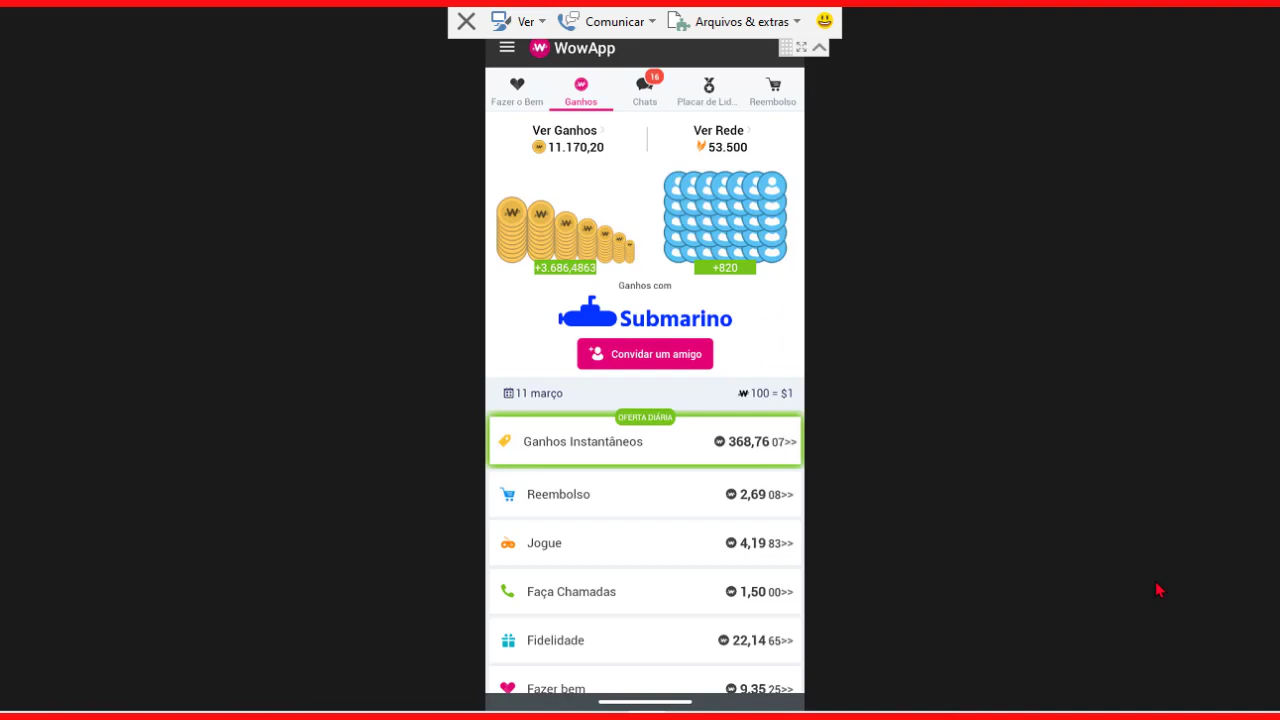 Ver Comunicar Arquivos & extras
WowApp
16
Fazer o Bem Ganhos Chats Placar de Lid... Reembolso
Ver Ganhos Ver Rede
11.170,20 53.500
+3.686,4863 +820
Ganhos com
Submarino
Convidar um amigo
11 março W 100 = $1
OFERTA DIÁRIA
Ganhos Instantâneos 368,76 07>>
Reembolso 2,69 08>>
Jogue 4,19 83>>
Faça Chamadas 1,50 00>>
Fidelidade 22,14 65>>
Fazer bem 9,35 25>>